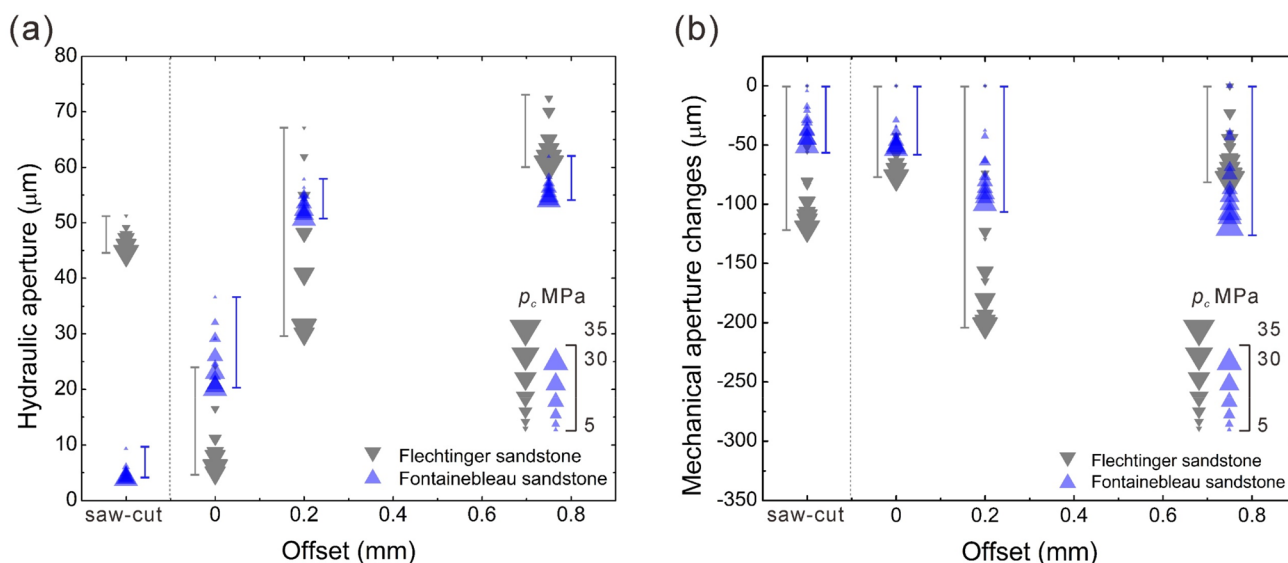 (a)
80
70
60
50
40
30
20
10
0
Hydraulic aperture (μm)
saw-cut 0 0.2 0.4 0.6 0.8
Offset (mm)
p_c MPa
35
30
5
Flechtinger sandstone
Fontainebleau sandstone
(b)
0
-50
-100
-150
-200
-250
-300
-350
Mechanical aperture changes (μm)
saw-cut 0 0.2 0.4 0.6 0.8
Offset (mm)
p_c MPa
35
30
5
Flechtinger sandstone
Fontainebleau sandstone